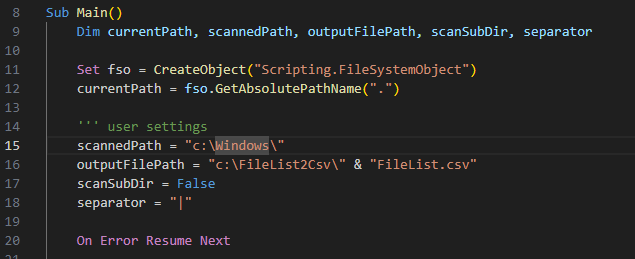 8 Sub Main()
9 Dim currentPath, scannedPath, outputFilePath, scanSubDir, separator
10
11 Set fso = CreateObject("Scripting.FileSystemObject")
12 currentPath = fso.GetAbsolutePathName(".")
13
14 ''' user settings
15 scannedPath = "c:\Windows\"
16 outputFilePath = "c:\FileList2Csv\" & "FileList.csv"
17 scanSubDir = False
18 separator = "|"
19
20 On Error Resume Next